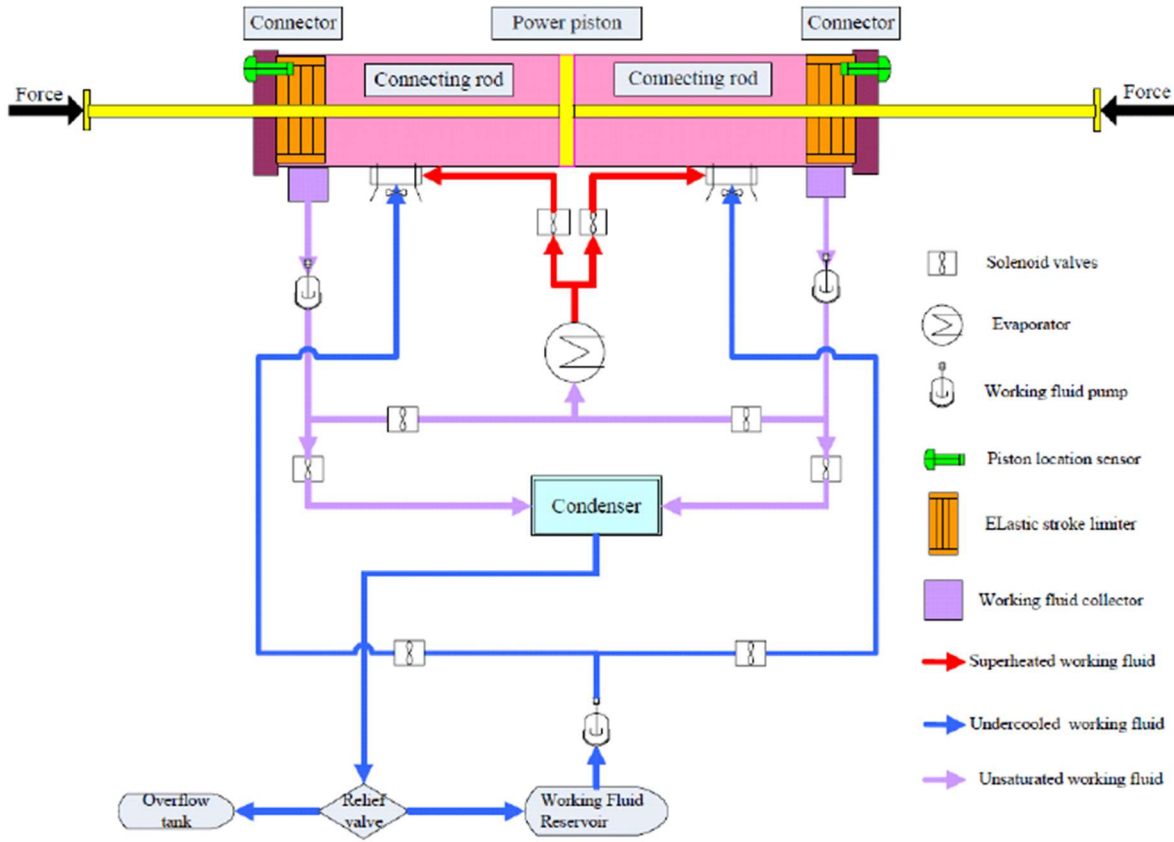 Connector
Power piston
Connector
Connecting rod
Connecting rod
Force
Force
Solenoid valves
Evaporator
Working fluid pump
Piston location sensor
ELastic stroke limiter
Condenser
Working fluid collector
Superheated working fluid
Undercooled working fluid
Unsaturated working fluid
Overflow
tank
Relief
valve
Working Fluid
Reservoir